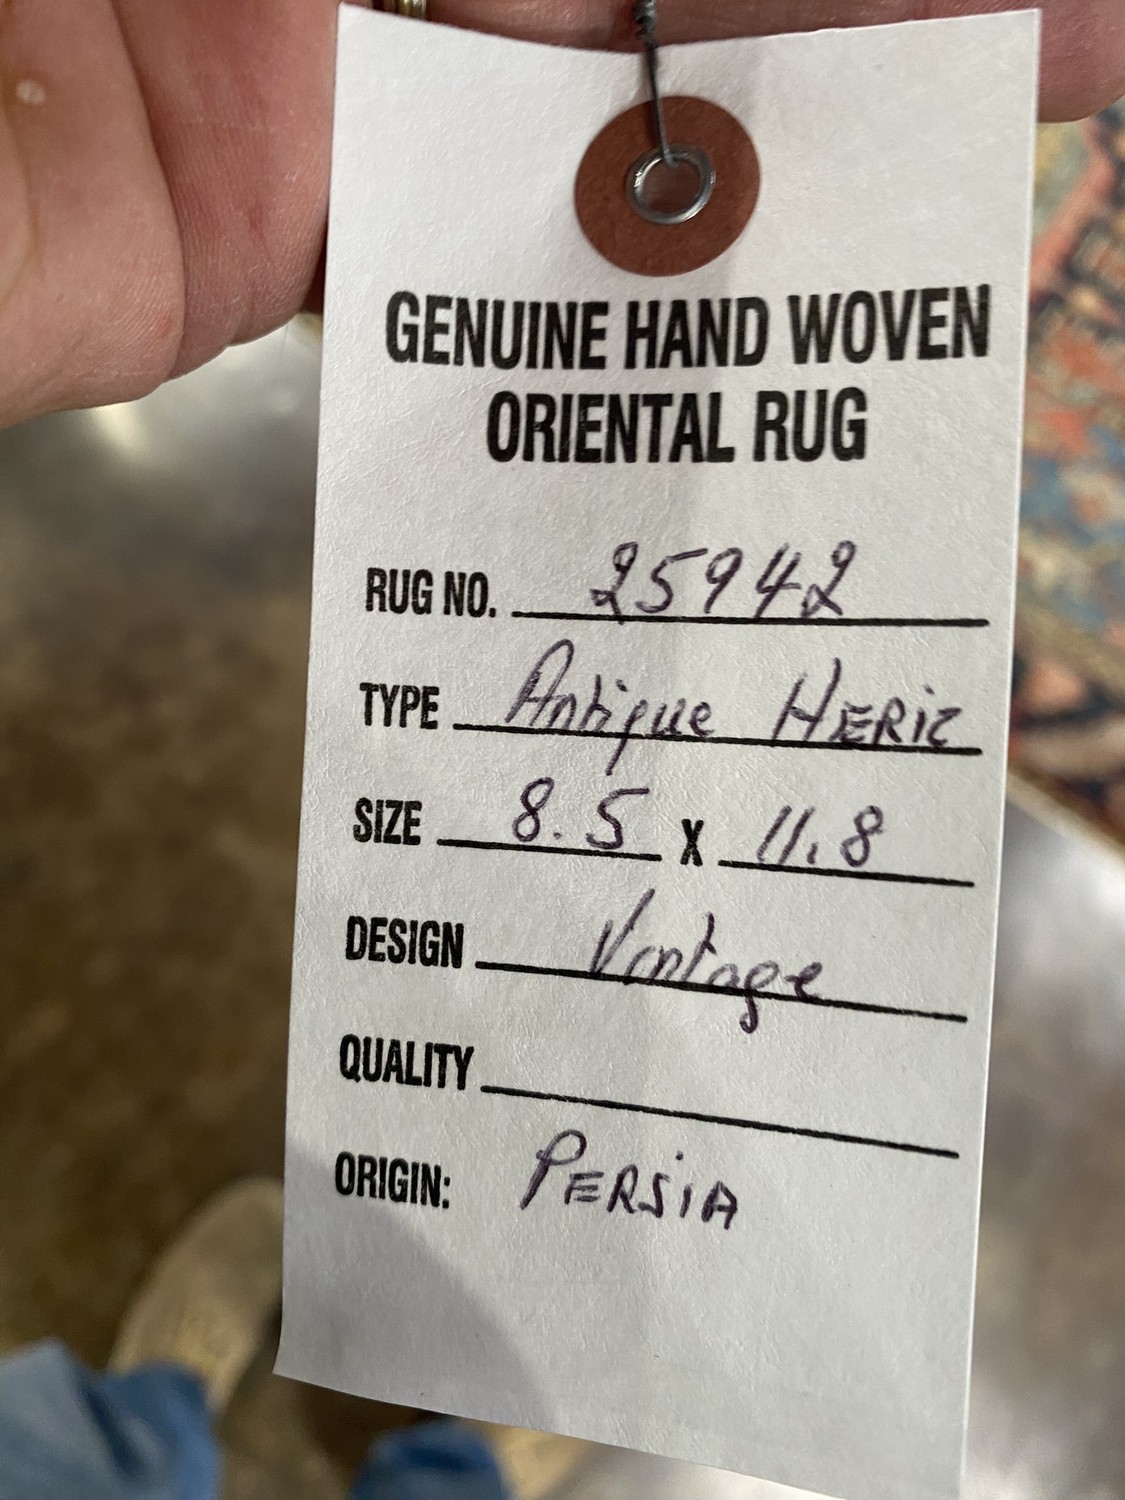 GENUINE HAND WOVEN
ORIENTAL RUG
RUG NO. 25942
TYPE Antique HERIZ
SIZE 8.5 X 11.8
DESIGN Vontage
QUALITY
ORIGIN: PERSIA